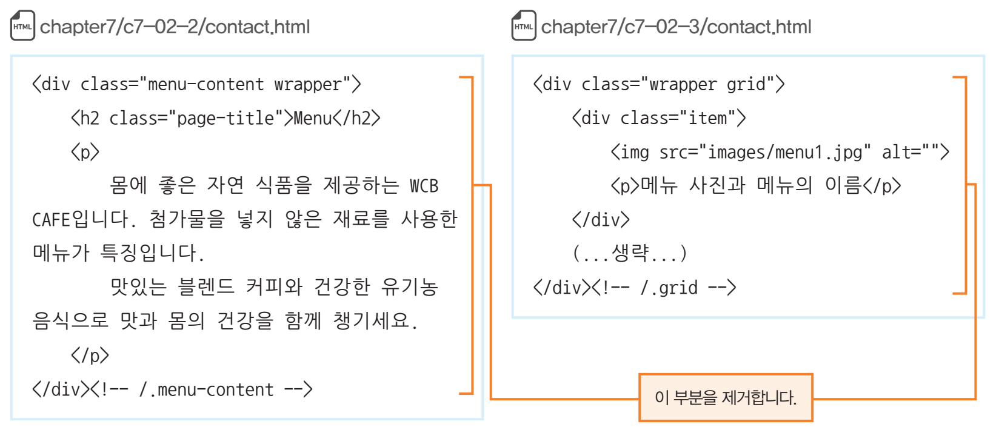 HTML chapter7/c7-02-2/contact.html
<div class="menu-content wrapper">
<h2 class="page-title">Menu</h2>
<p>
몸에 좋은 자연 식품을 제공하는 WCB
CAFE입니다. 첨가물을 넣지 않은 재료를 사용한
메뉴가 특징입니다.
맛있는 블렌드 커피와 건강한 유기농
음식으로 맛과 몸의 건강을 함께 챙기세요.
</p>
</div><!-- /.menu-content -->
HTML chapter7/c7-02-3/contact.html
<div class="wrapper grid">
<div class="item">
<img src="images/menu1.jpg" alt="">
<p>메뉴 사진과 메뉴의 이름</p>
</div>
(...생략...)
</div><!-- /.grid -->
이 부분을 제거합니다.